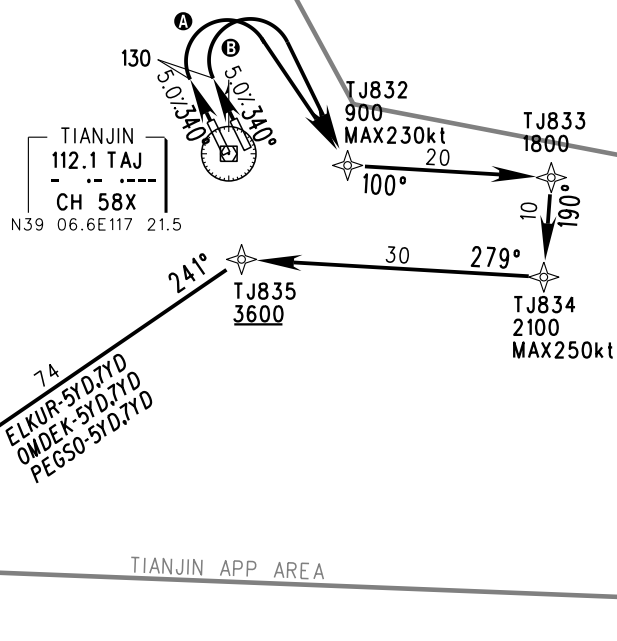 A
B
130
5.0% 340°
5.0% 340°
TIANJIN
112.1 TAJ
- ·- ·---
CH 58X
N39 06.6E117 21.5
TJ832
900
MAX230kt
TJ833
1800
20
100°
10
190°
241°
30
279°
TJ835
3600
TJ834
2100
MAX250kt
74
ELKUR-5YD,7YD
OMDEK-5YD,7YD
PEGSO-5YD,7YD
TIANJIN APP AREA